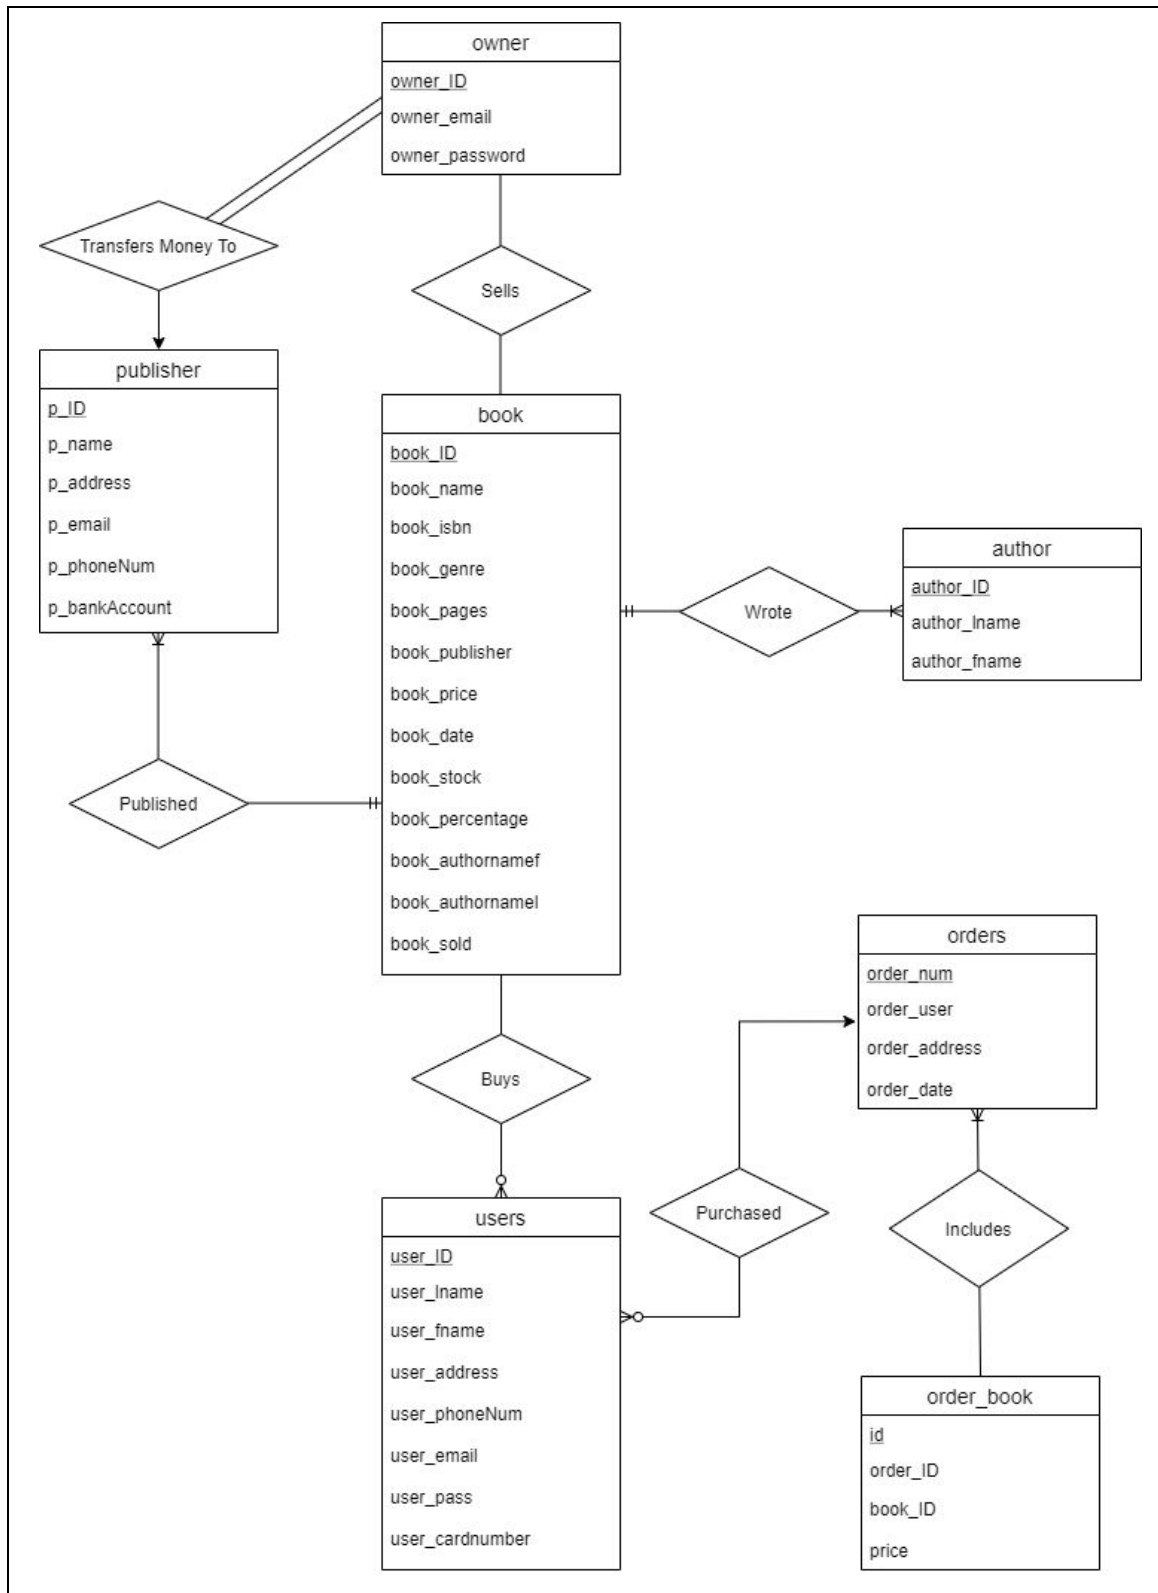 owner
owner_ID
owner_email
owner_password
Transfers Money To
Sells
publisher
p_ID
p_name
p_address
p_email
p_phoneNum
p_bankAccount
book
book_ID
book_name
book_isbn
book_genre
book_pages
book_publisher
book_price
book_date
book_stock
book_percentage
book_authornamef
book_authornamel
book_sold
Wrote
author
author_ID
author_lname
author_fname
Published
Buys
orders
order_num
order_user
order_address
order_date
Purchased
Includes
users
user_ID
user_lname
user_fname
user_address
user_phoneNum
user_email
user_pass
user_cardnumber
order_book
id
order_ID
book_ID
price